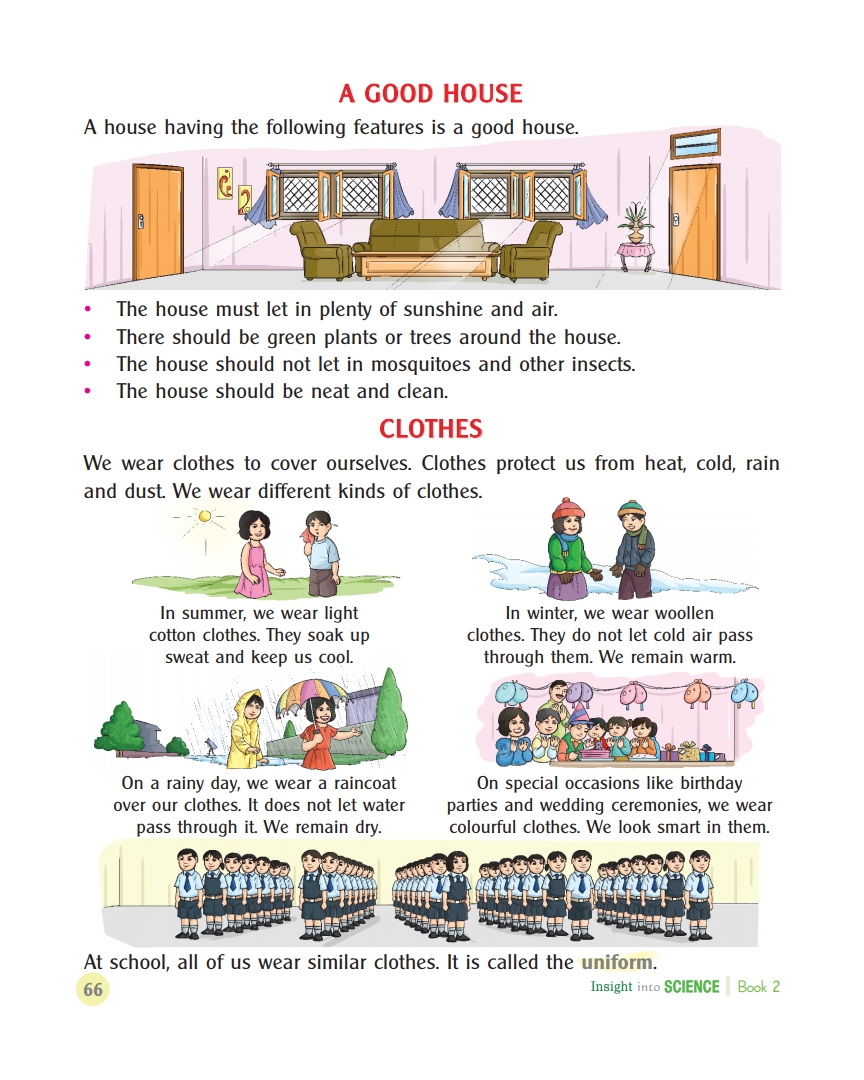 A GOOD HOUSE
A house having the following features is a good house.
• The house must let in plenty of sunshine and air.
• There should be green plants or trees around the house.
• The house should not let in mosquitoes and other insects.
• The house should be neat and clean.
CLOTHES
We wear clothes to cover ourselves. Clothes protect us from heat, cold, rain
and dust. We wear different kinds of clothes.
In summer, we wear light
cotton clothes. They soak up
sweat and keep us cool.
In winter, we wear woollen
clothes. They do not let cold air pass
through them. We remain warm.
On a rainy day, we wear a raincoat
over our clothes. It does not let water
pass through it. We remain dry.
On special occasions like birthday
parties and wedding ceremonies, we wear
colourful clothes. We look smart in them.
At school, all of us wear similar clothes. It is called the uniform.
66
Insight into SCIENCE | Book 2